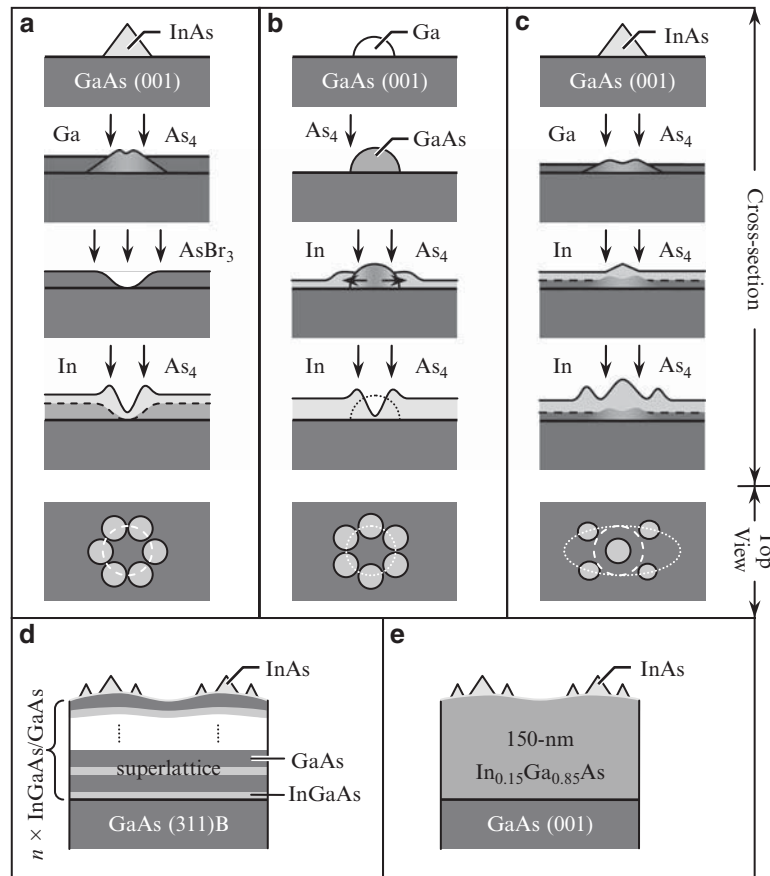 a
InAs
GaAs (001)
Ga As₄
AsBr₃
In As₄
b
Ga
GaAs (001)
As₄
GaAs
In As₄
In As₄
c
InAs
GaAs (001)
Ga As₄
In As₄
In As₄
Cross-section
Top
View
d
InAs
n × InGaAs/GaAs
GaAs
superlattice
InGaAs
GaAs (311)B
e
InAs
150-nm
In₀.₁₅Ga₀.₈₅As
GaAs (001)